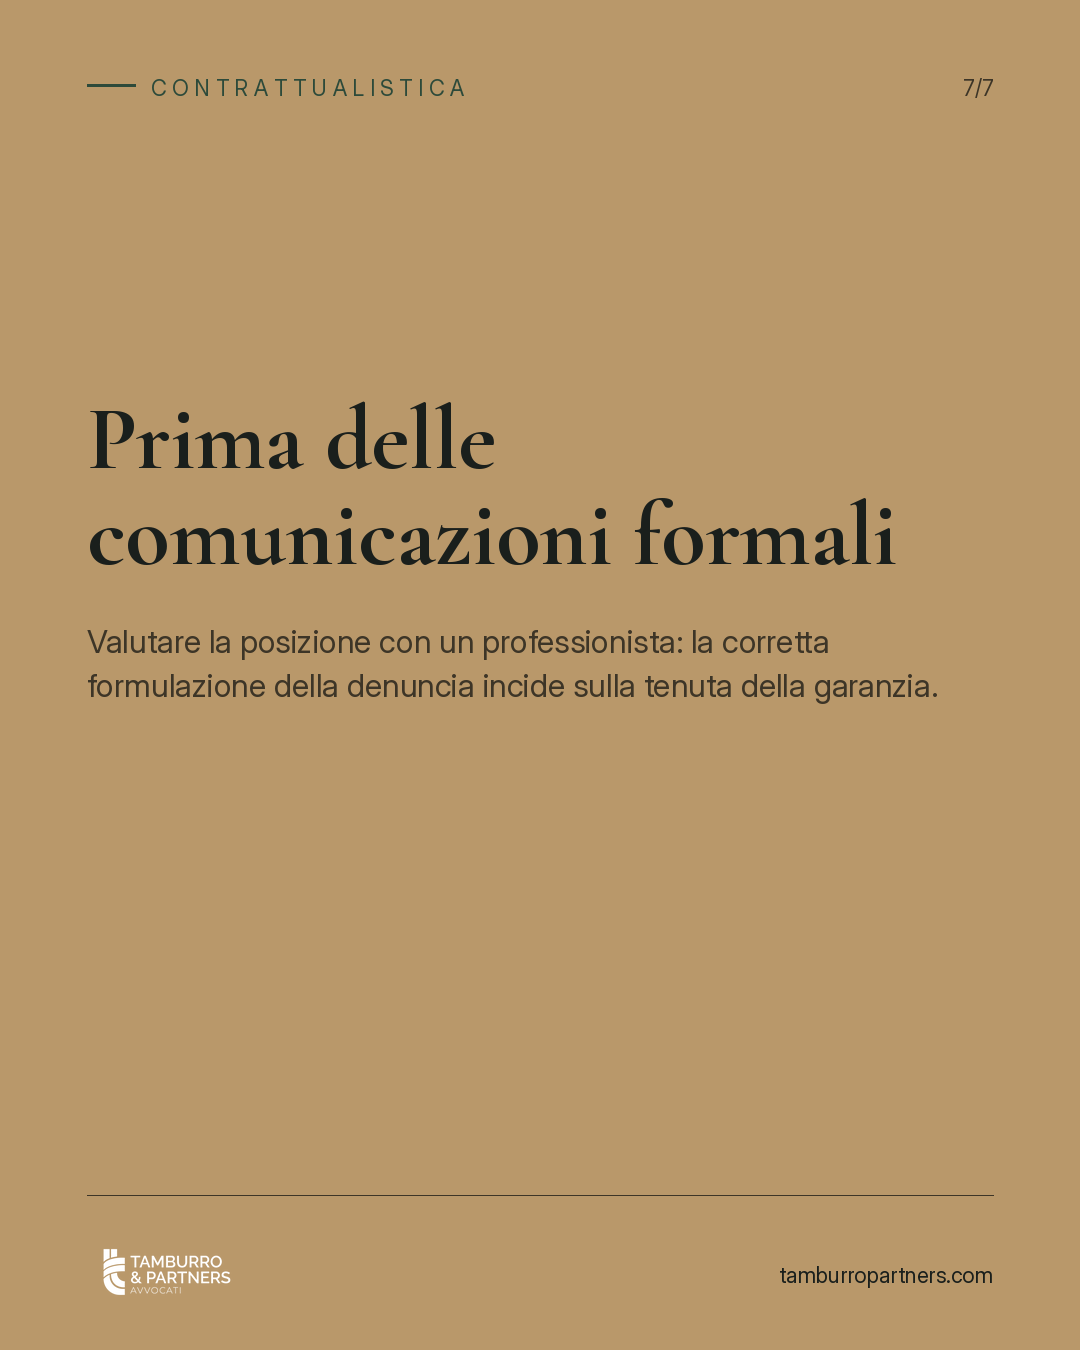 CONTRATTUALISTICA
7/7
Prima delle
comunicazioni formali
Valutare la posizione con un professionista: la corretta
formulazione della denuncia incide sulla tenuta della garanzia.
TAMBURRO
& PARTNERS
AVVOCATI
tamburropartners.com